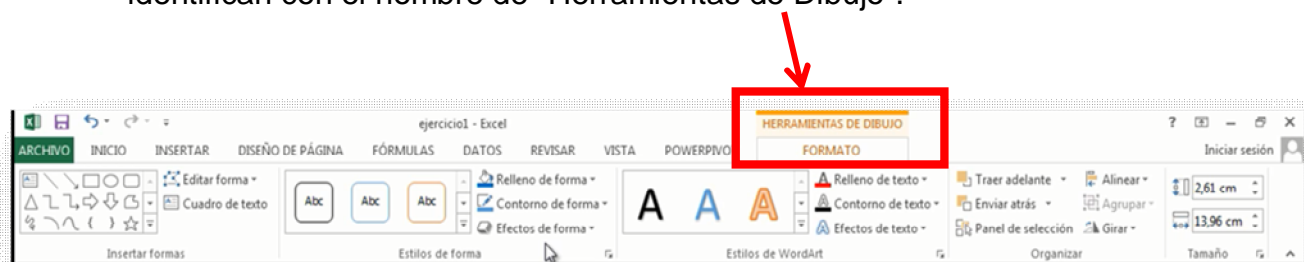 identifican con el nombre de "Herramientas de Dibujo".
ejercicio1 - Excel
HERRAMIENTAS DE DIBUJO
?
ARCHIVO INICIO INSERTAR DISEÑO DE PÁGINA FÓRMULAS DATOS REVISAR VISTA POWERPIVO FORMATO Iniciar sesión
Editar forma
Cuadro de texto
Insertar formas
Abc Abc Abc
Relleno de forma
Contorno de forma
Efectos de forma
Estilos de forma
A A A
Relleno de texto
Contorno de texto
Efectos de texto
Estilos de WordArt
Traer adelante
Enviar atrás
Panel de selección
Alinear
Agrupar
Girar
Organizar
2,61 cm
13,96 cm
Tamaño